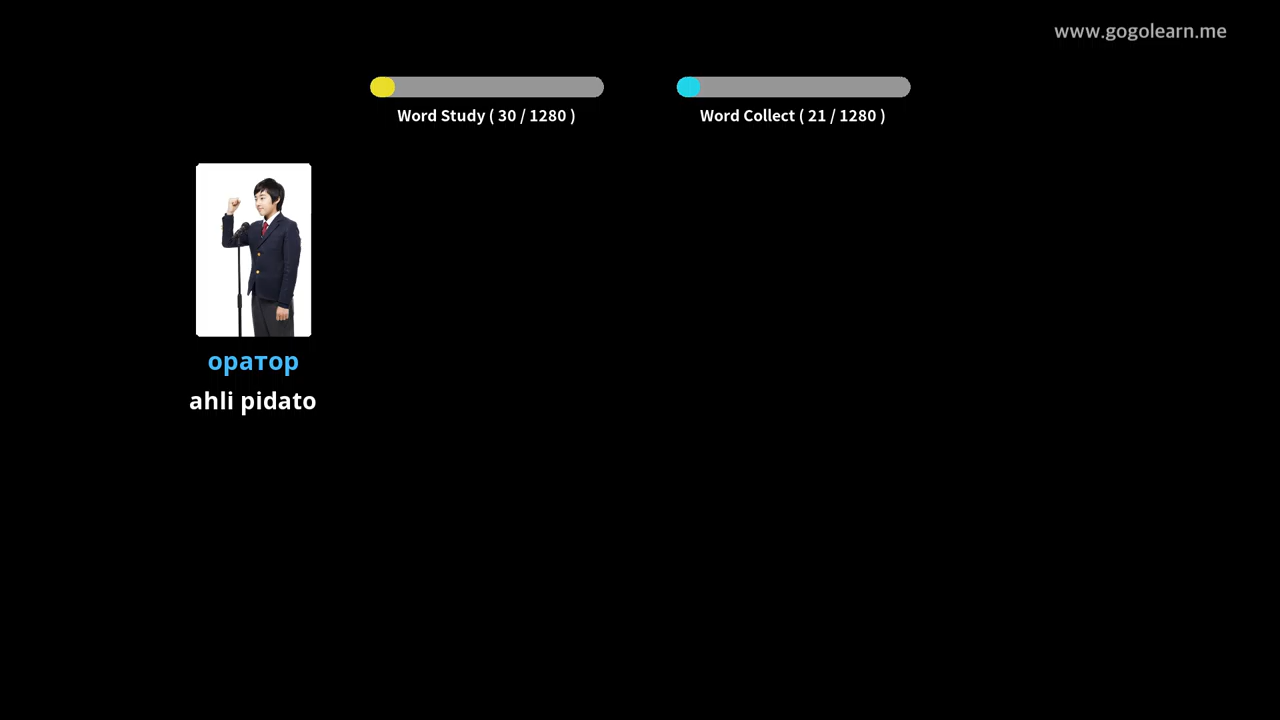 www.gogolearn.me
Word Study ( 30 / 1280 )
Word Collect ( 21 / 1280 )
оратор
ahli pidato